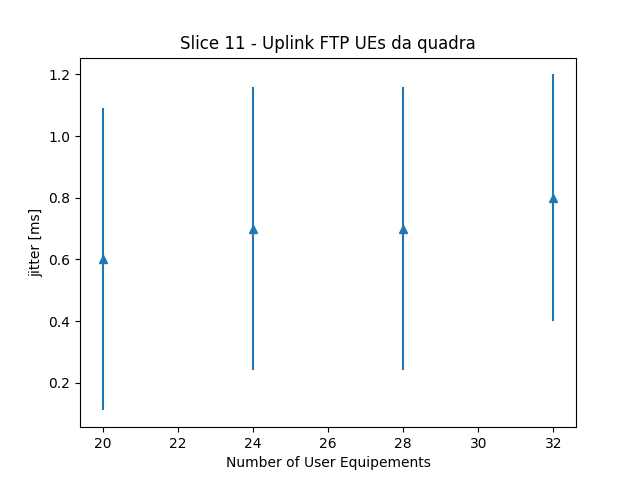 Slice 11 - Uplink FTP UEs da quadra
jitter [ms]
1.2
1.0
0.8
0.6
0.4
0.2
20 22 24 26 28 30 32
Number of User Equipements